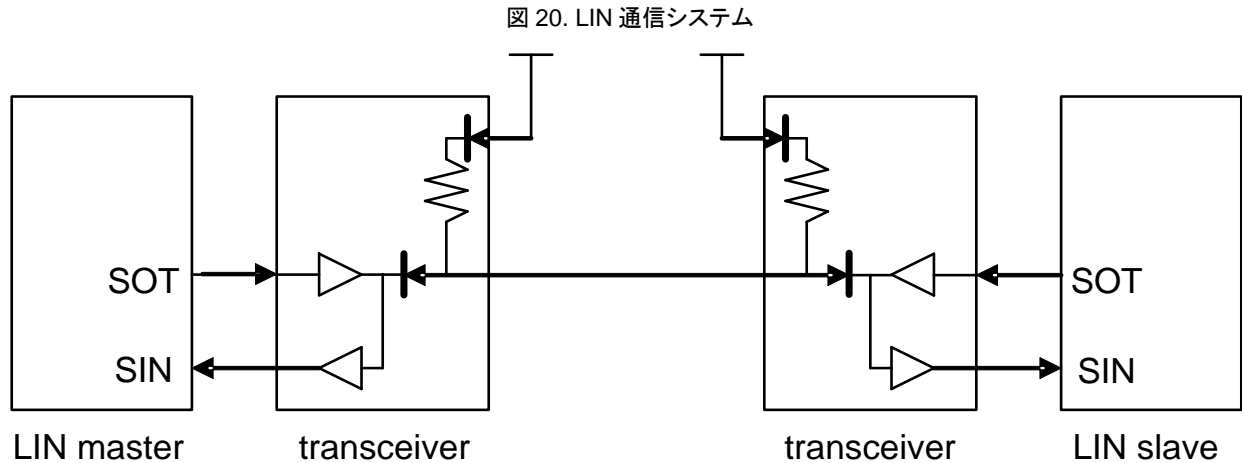 図 20. LIN 通信システム
SOT
SIN
SOT
SIN
LIN master
transceiver
transceiver
LIN slave